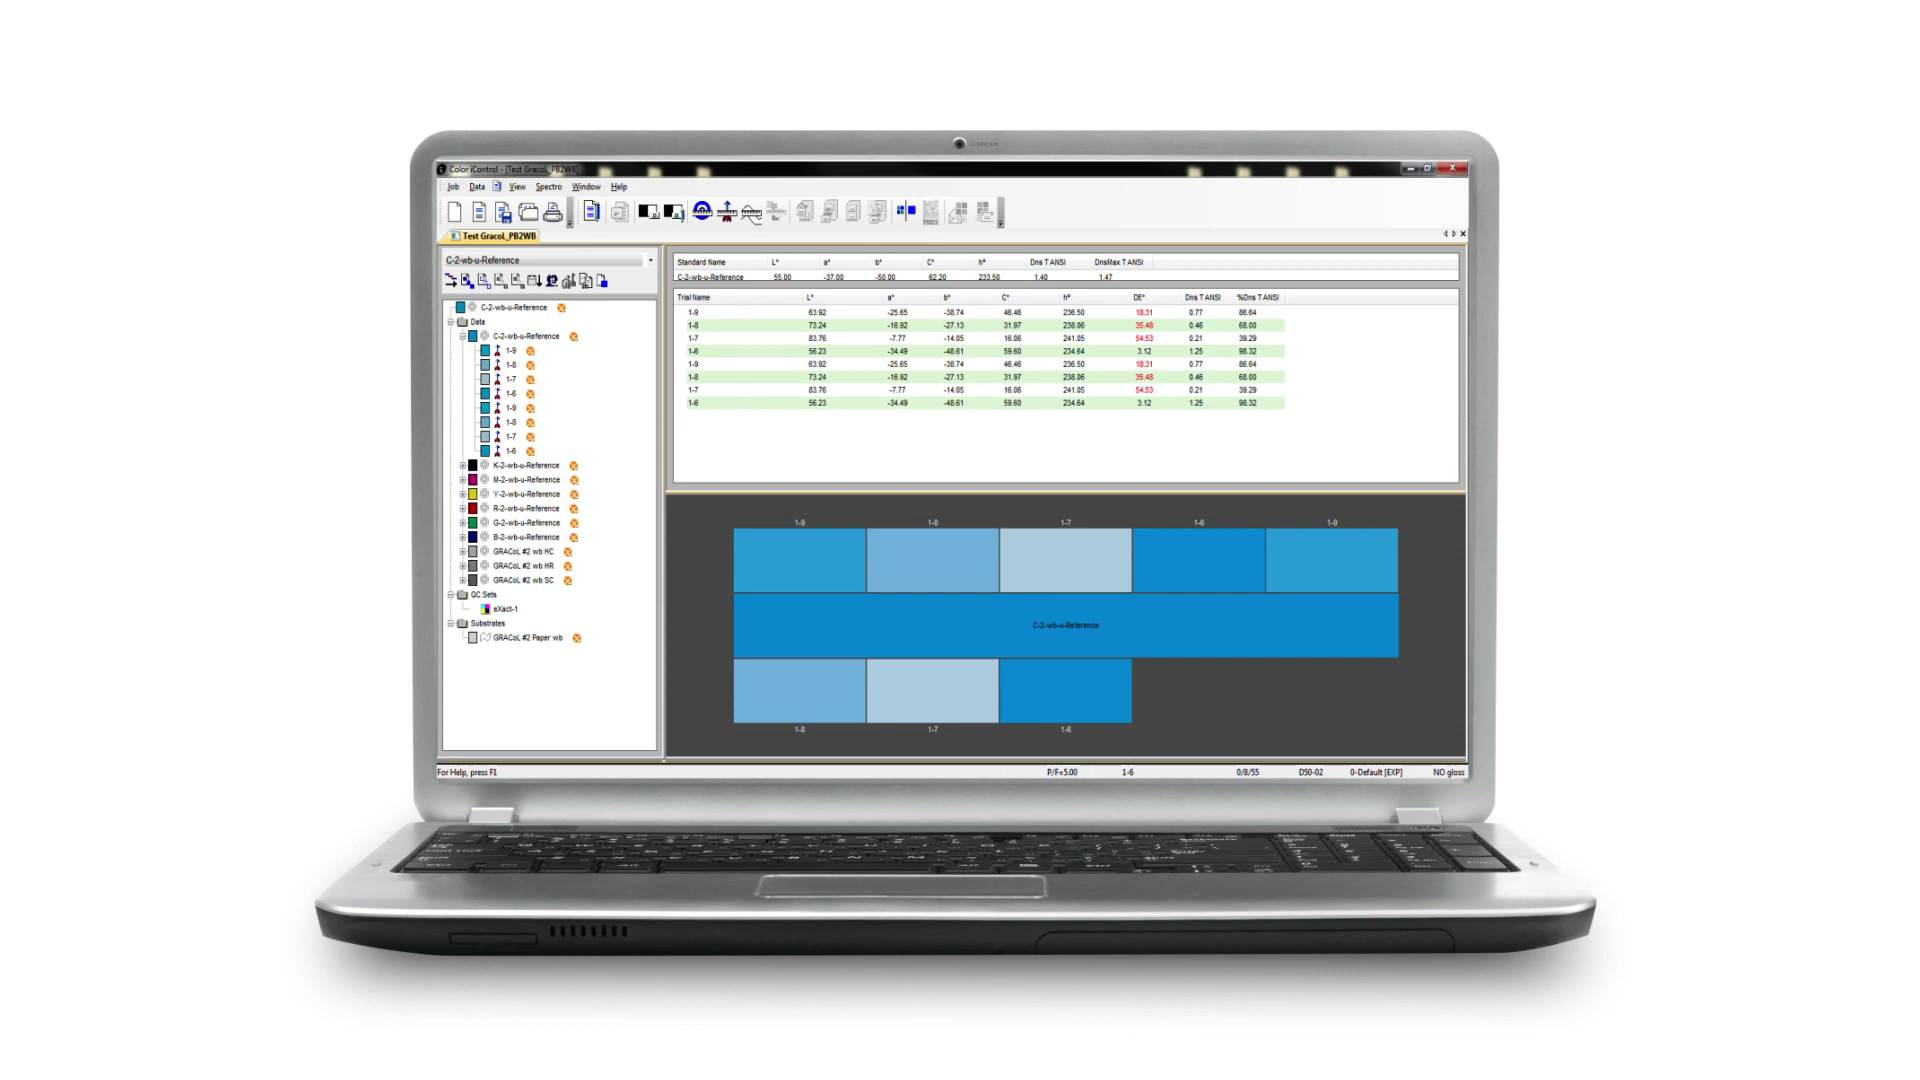 Color iControl - [Test GracoL_PB2WB]
Job Data View Spectro Window Help
Test GracoL_PB2WB
C-2-wb-u-Reference
C-2-wb-u-Reference
Data
C-2-wb-u-Reference
1-9
1-8
1-7
1-6
1-9
1-8
1-7
1-6
K-2-wb-u-Reference
M-2-wb-u-Reference
Y-2-wb-u-Reference
R-2-wb-u-Reference
G-2-wb-u-Reference
B-2-wb-u-Reference
GRACoL #2 wb HC
GRACoL #2 wb HR
GRACoL #2 wb SC
QC Sets
eXact-1
Substrates
GRACoL #2 Paper wb
Standard Name L* a* b* C* h° Dns T ANSI DnsMax T ANSI
C-2-wb-u-Reference 55.00 -37.00 -50.00 62.20 233.50 1.40 1.47
Trial Name L* a* b* C* h° DE* Dns T ANSI %Dns T ANSI
1-9 63.92 -25.65 -38.74 46.46 236.50 18.31 0.77 86.64
1-8 73.24 -16.92 -27.13 31.97 238.06 35.48 0.46 68.00
1-7 83.76 -7.77 -14.05 16.06 241.05 54.53 0.21 39.29
1-6 56.23 -34.49 -48.61 59.60 234.64 3.12 1.25 98.32
1-9 63.92 -25.65 -38.74 46.46 236.50 18.31 0.77 86.64
1-8 73.24 -16.92 -27.13 31.97 238.06 35.48 0.46 68.00
1-7 83.76 -7.77 -14.05 16.06 241.05 54.53 0.21 39.29
1-6 56.23 -34.49 -48.61 59.60 234.64 3.12 1.25 98.32
1-9 1-8 1-7 1-6 1-9
C-2-wb-u-Reference
1-8 1-7 1-6
For Help, press F1 P/F=5.00 1-6 0/8/55 D50-02 0-Default [EXP] NO gloss